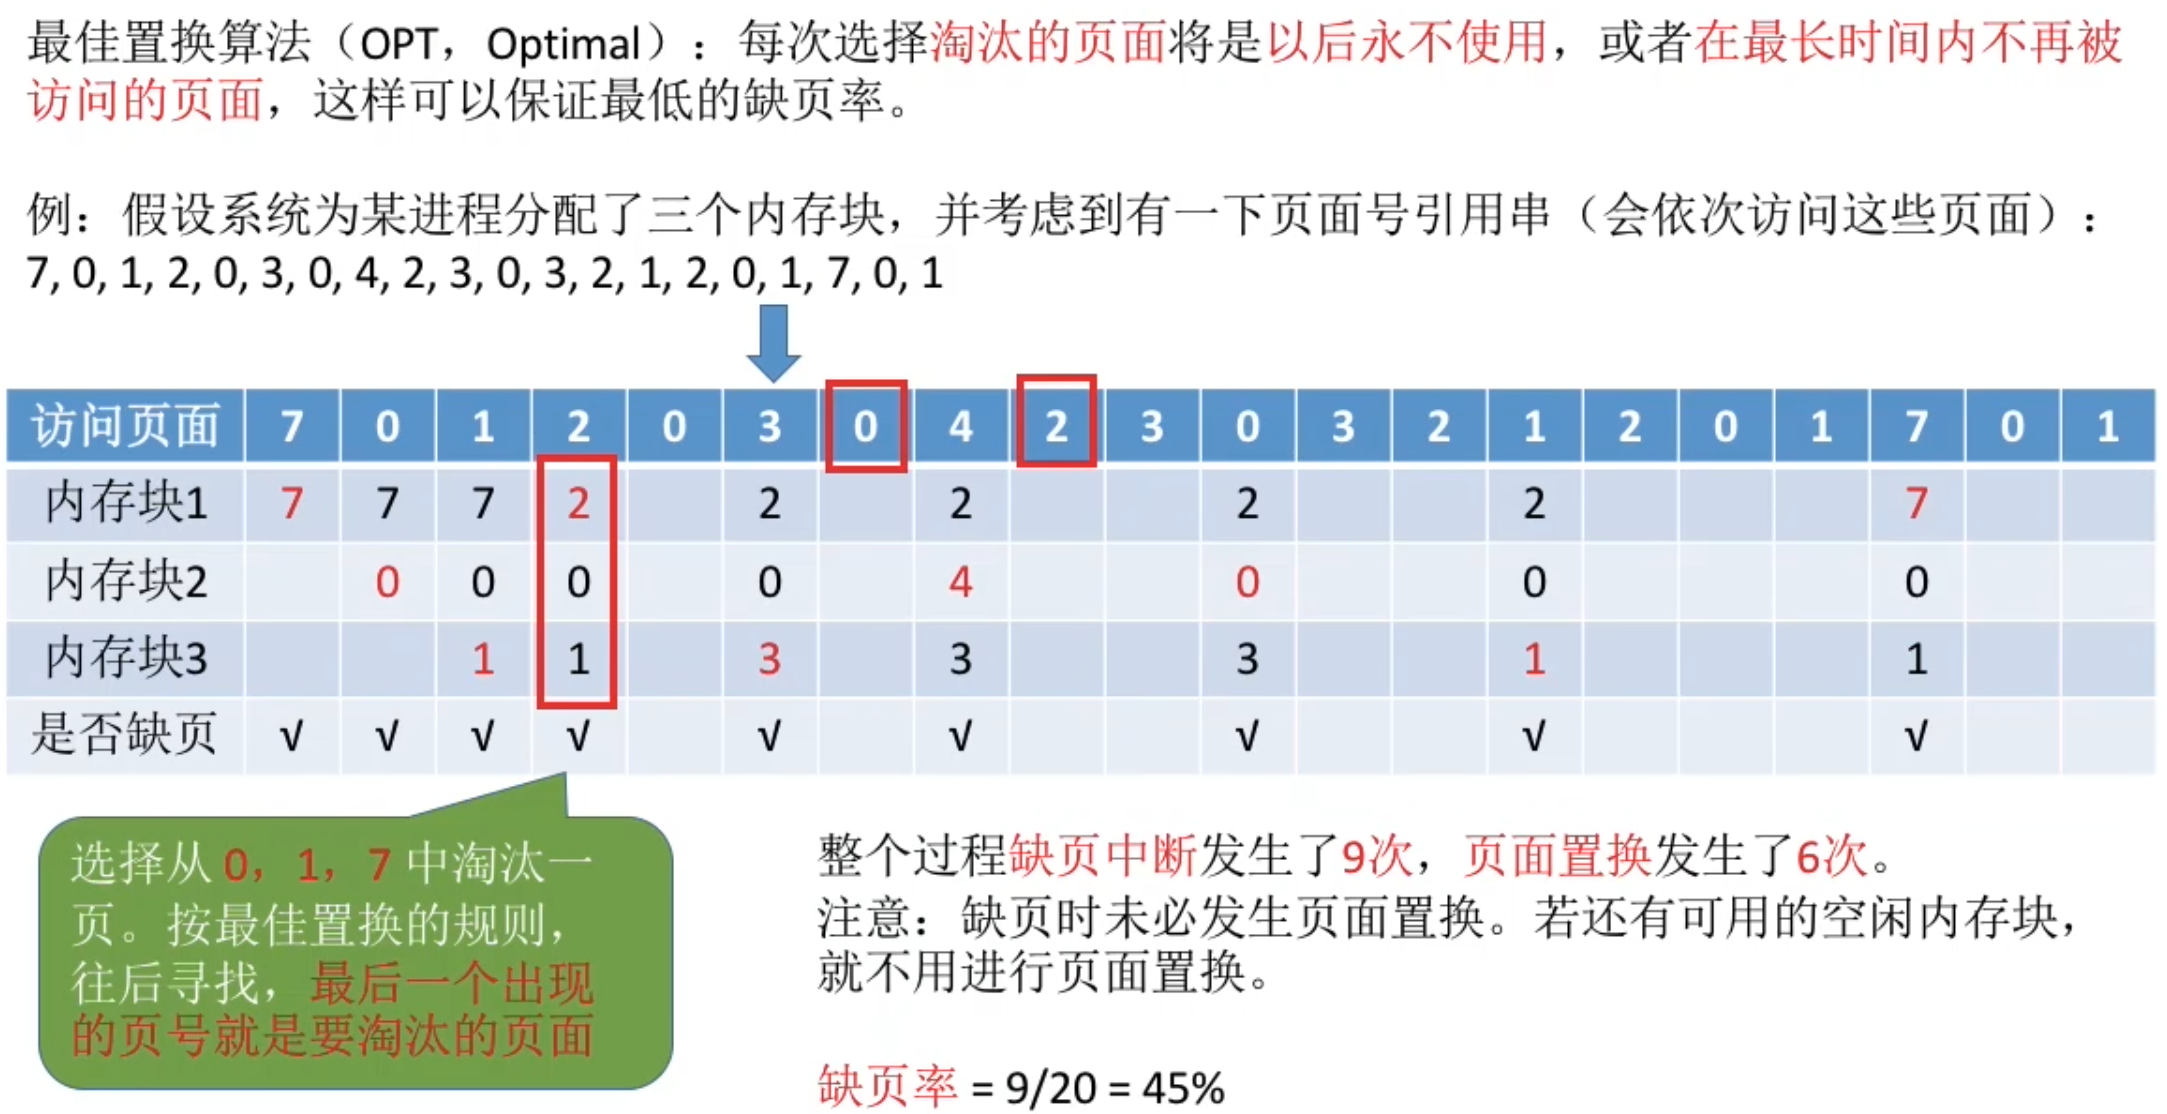 最佳置换算法（OPT，Optimal）：每次选择淘汰的页面将是以后永不使用，或者在最长时间内不再被
访问的页面，这样可以保证最低的缺页率。
例：假设系统为某进程分配了三个内存块，并考虑到有一下页面号引用串（会依次访问这些页面）：
7, 0, 1, 2, 0, 3, 0, 4, 2, 3, 0, 3, 2, 1, 2, 0, 1, 7, 0, 1
访问页面 7 0 1 2 0 3 0 4 2 3 0 3 2 1 2 0 1 7 0 1
内存块1 7 7 7 2 2 2 2 2 7
内存块2 0 0 0 0 4 0 0 0
内存块3 1 1 3 3 3 1 1
是否缺页 √ √ √ √ √ √ √ √ √
选择从 0，1，7 中淘汰一
页。按最佳置换的规则，
往后寻找，最后一个出现
的页号就是要淘汰的页面
整个过程缺页中断发生了9次，页面置换发生了6次。
注意：缺页时未必发生页面置换。若还有可用的空闲内存块，
就不用进行页面置换。
缺页率 = 9/20 = 45%